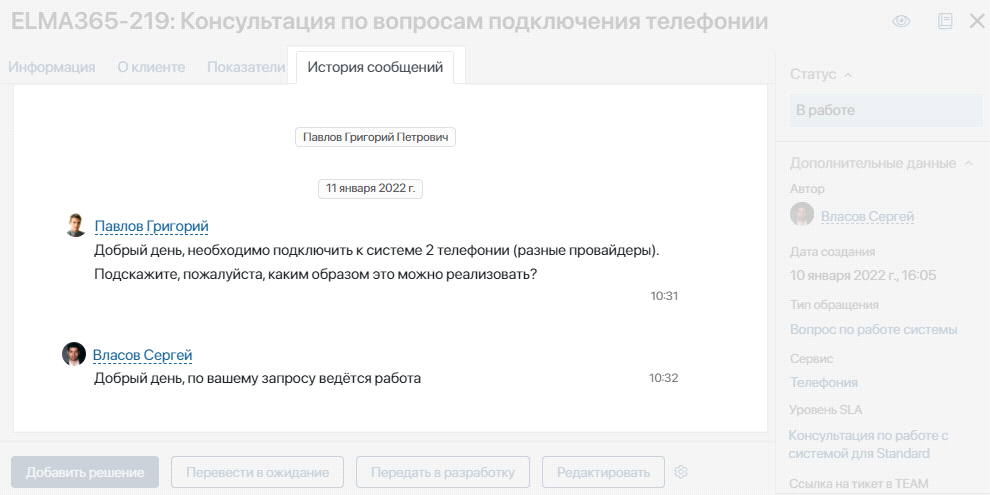 ELMA365-219: Консультация по вопросам подключения телефонии
Информация
О клиенте
Показатели
История сообщений
Павлов Григорий Петрович
11 января 2022 г.
Павлов Григорий
Добрый день, необходимо подключить к системе 2 телефонии (разные провайдеры).
Подскажите, пожалуйста, каким образом это можно реализовать?
10:31
Власов Сергей
Добрый день, по вашему запросу ведётся работа
10:32
Добавить решение
Перевести в ожидание
Передать в разработку
Редактировать
Статус
В работе
Дополнительные данные
Автор
Власов Сергей
Дата создания
10 января 2022 г., 16:05
Тип обращения
Вопрос по работе системы
Сервис
Телефония
Уровень SLA
Консультация по работе с
системой для Standard
Ссылка на тикет в TEAM